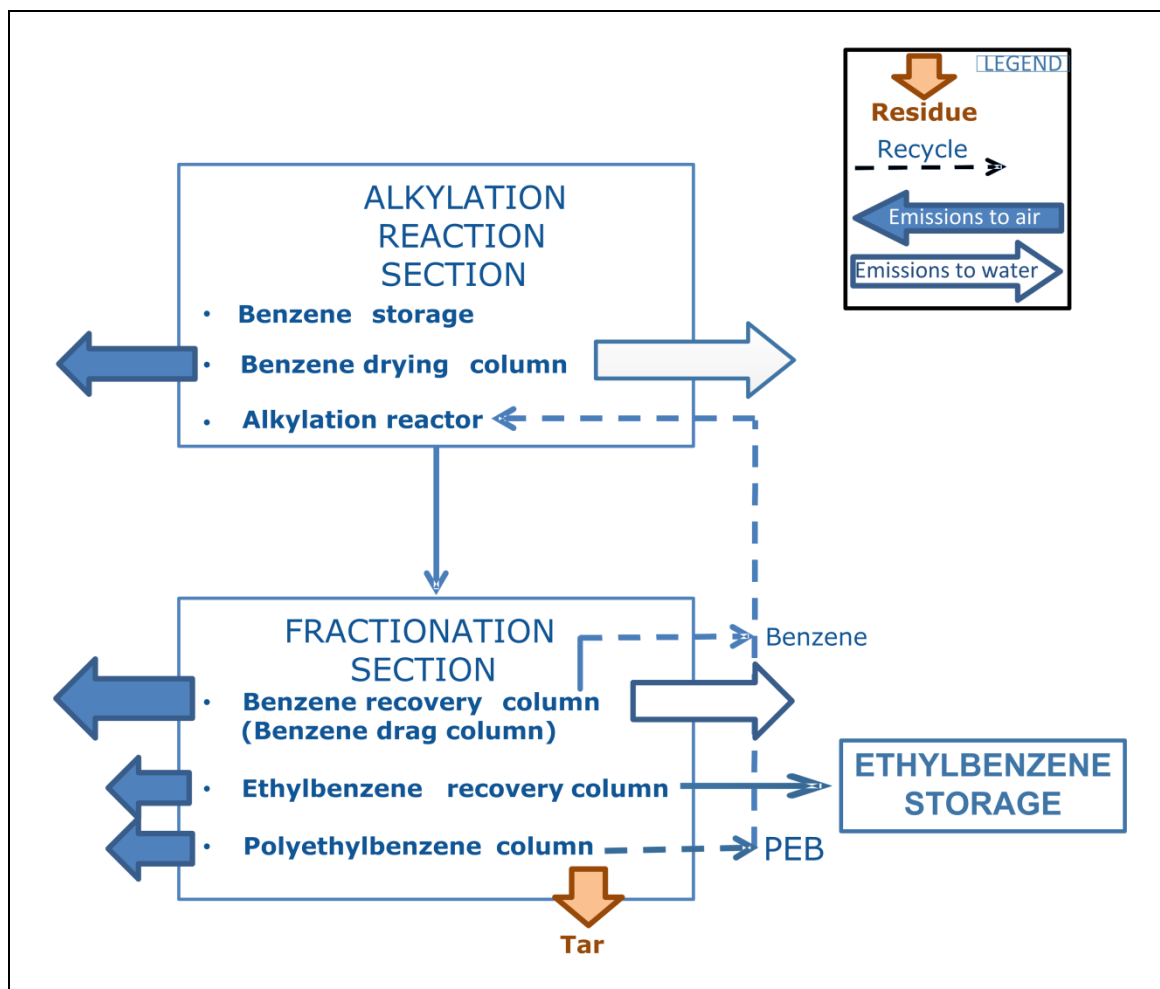 LEGEND
Residue
Recycle
Emissions to air
Emissions to water
ALKYLATION
REACTION
SECTION
• Benzene storage
• Benzene drying column
• Alkylation reactor
FRACTIONATION
SECTION
Benzene
• Benzene recovery column
(Benzene drag column)
• Ethylbenzene recovery column
ETHYLBENZENE
STORAGE
• Polyethylbenzene column
PEB
Tar